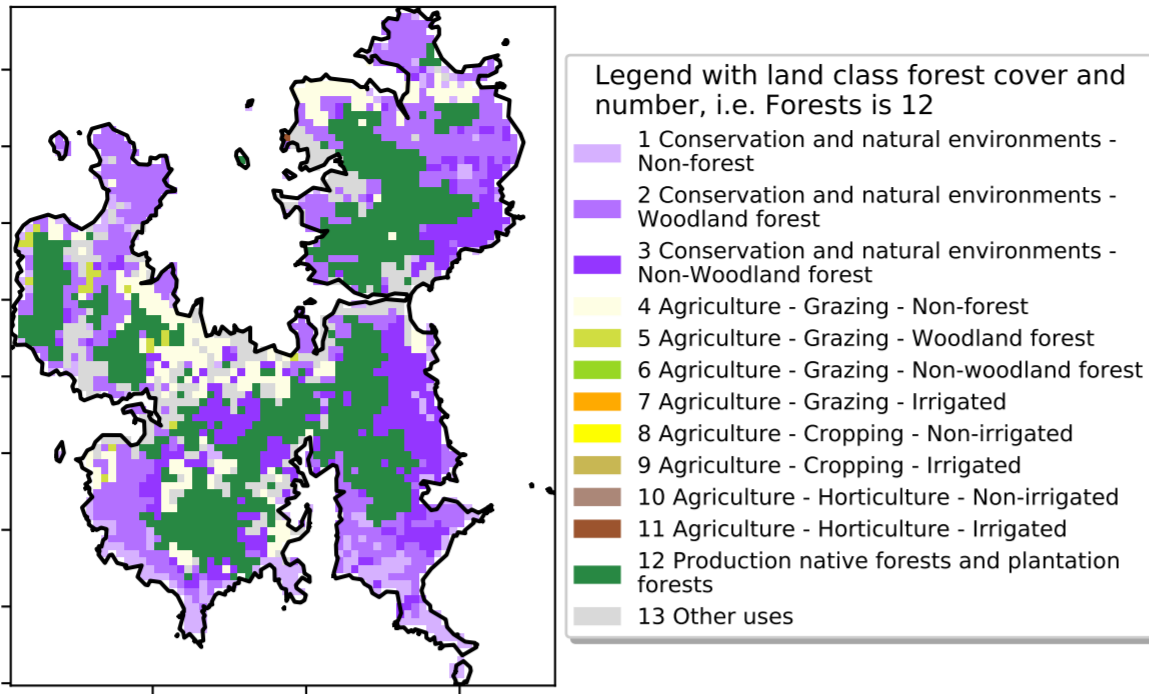 Legend with land class forest cover and
number, i.e. Forests is 12
1 Conservation and natural environments -
Non-forest
2 Conservation and natural environments -
Woodland forest
3 Conservation and natural environments -
Non-Woodland forest
4 Agriculture - Grazing - Non-forest
5 Agriculture - Grazing - Woodland forest
6 Agriculture - Grazing - Non-woodland forest
7 Agriculture - Grazing - Irrigated
8 Agriculture - Cropping - Non-irrigated
9 Agriculture - Cropping - Irrigated
10 Agriculture - Horticulture - Non-irrigated
11 Agriculture - Horticulture - Irrigated
12 Production native forests and plantation
forests
13 Other uses